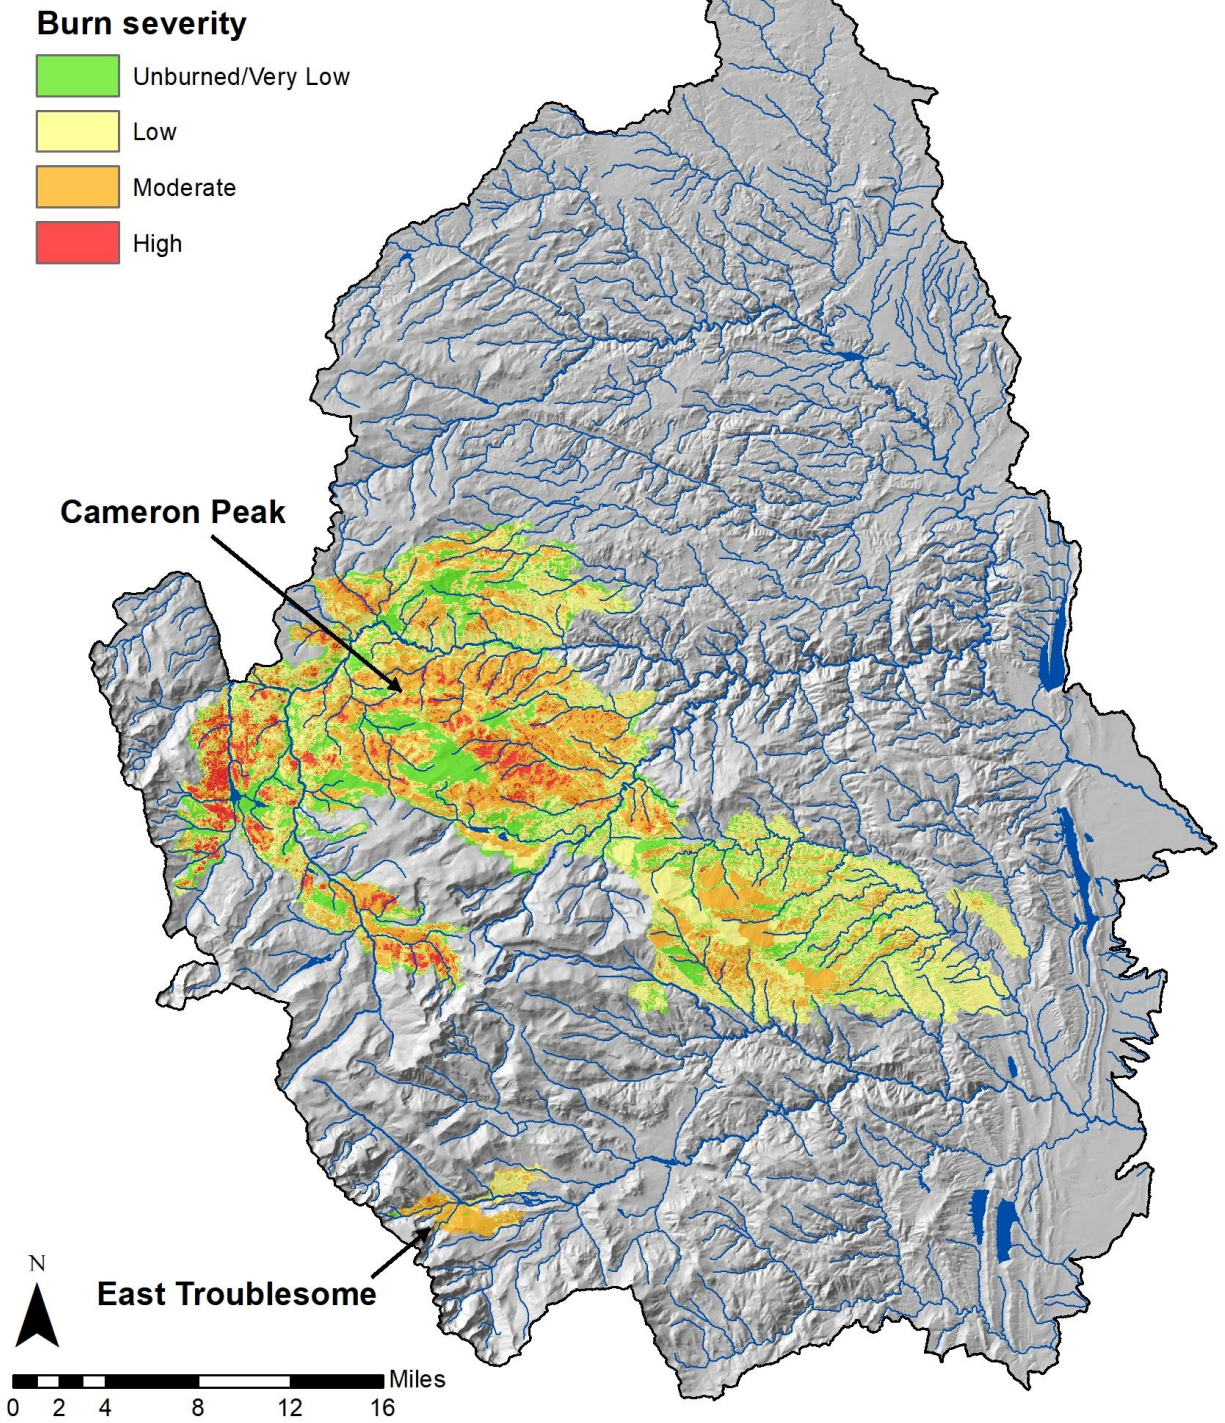 Burn severity
Unburned/Very Low
Low
Moderate
High
Cameron Peak
East Troublesome
N
Miles
0 2 4 8 12 16